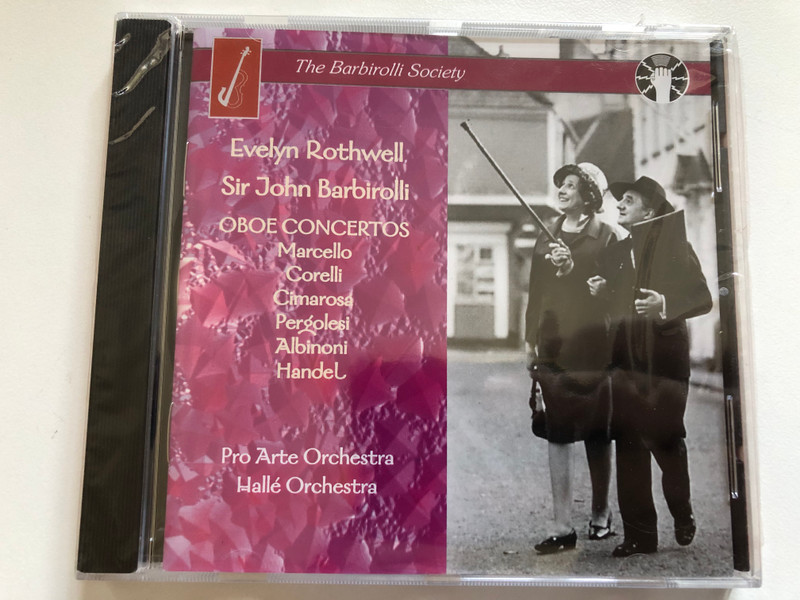 The Barbirolli Society
Evelyn Rothwell
Sir John Barbirolli
OBOE CONCERTOS
Marcello
Corelli
Cimarosa
Pergolesi
Albinoni
Handel
Pro Arte Orchestra
Hallé Orchestra